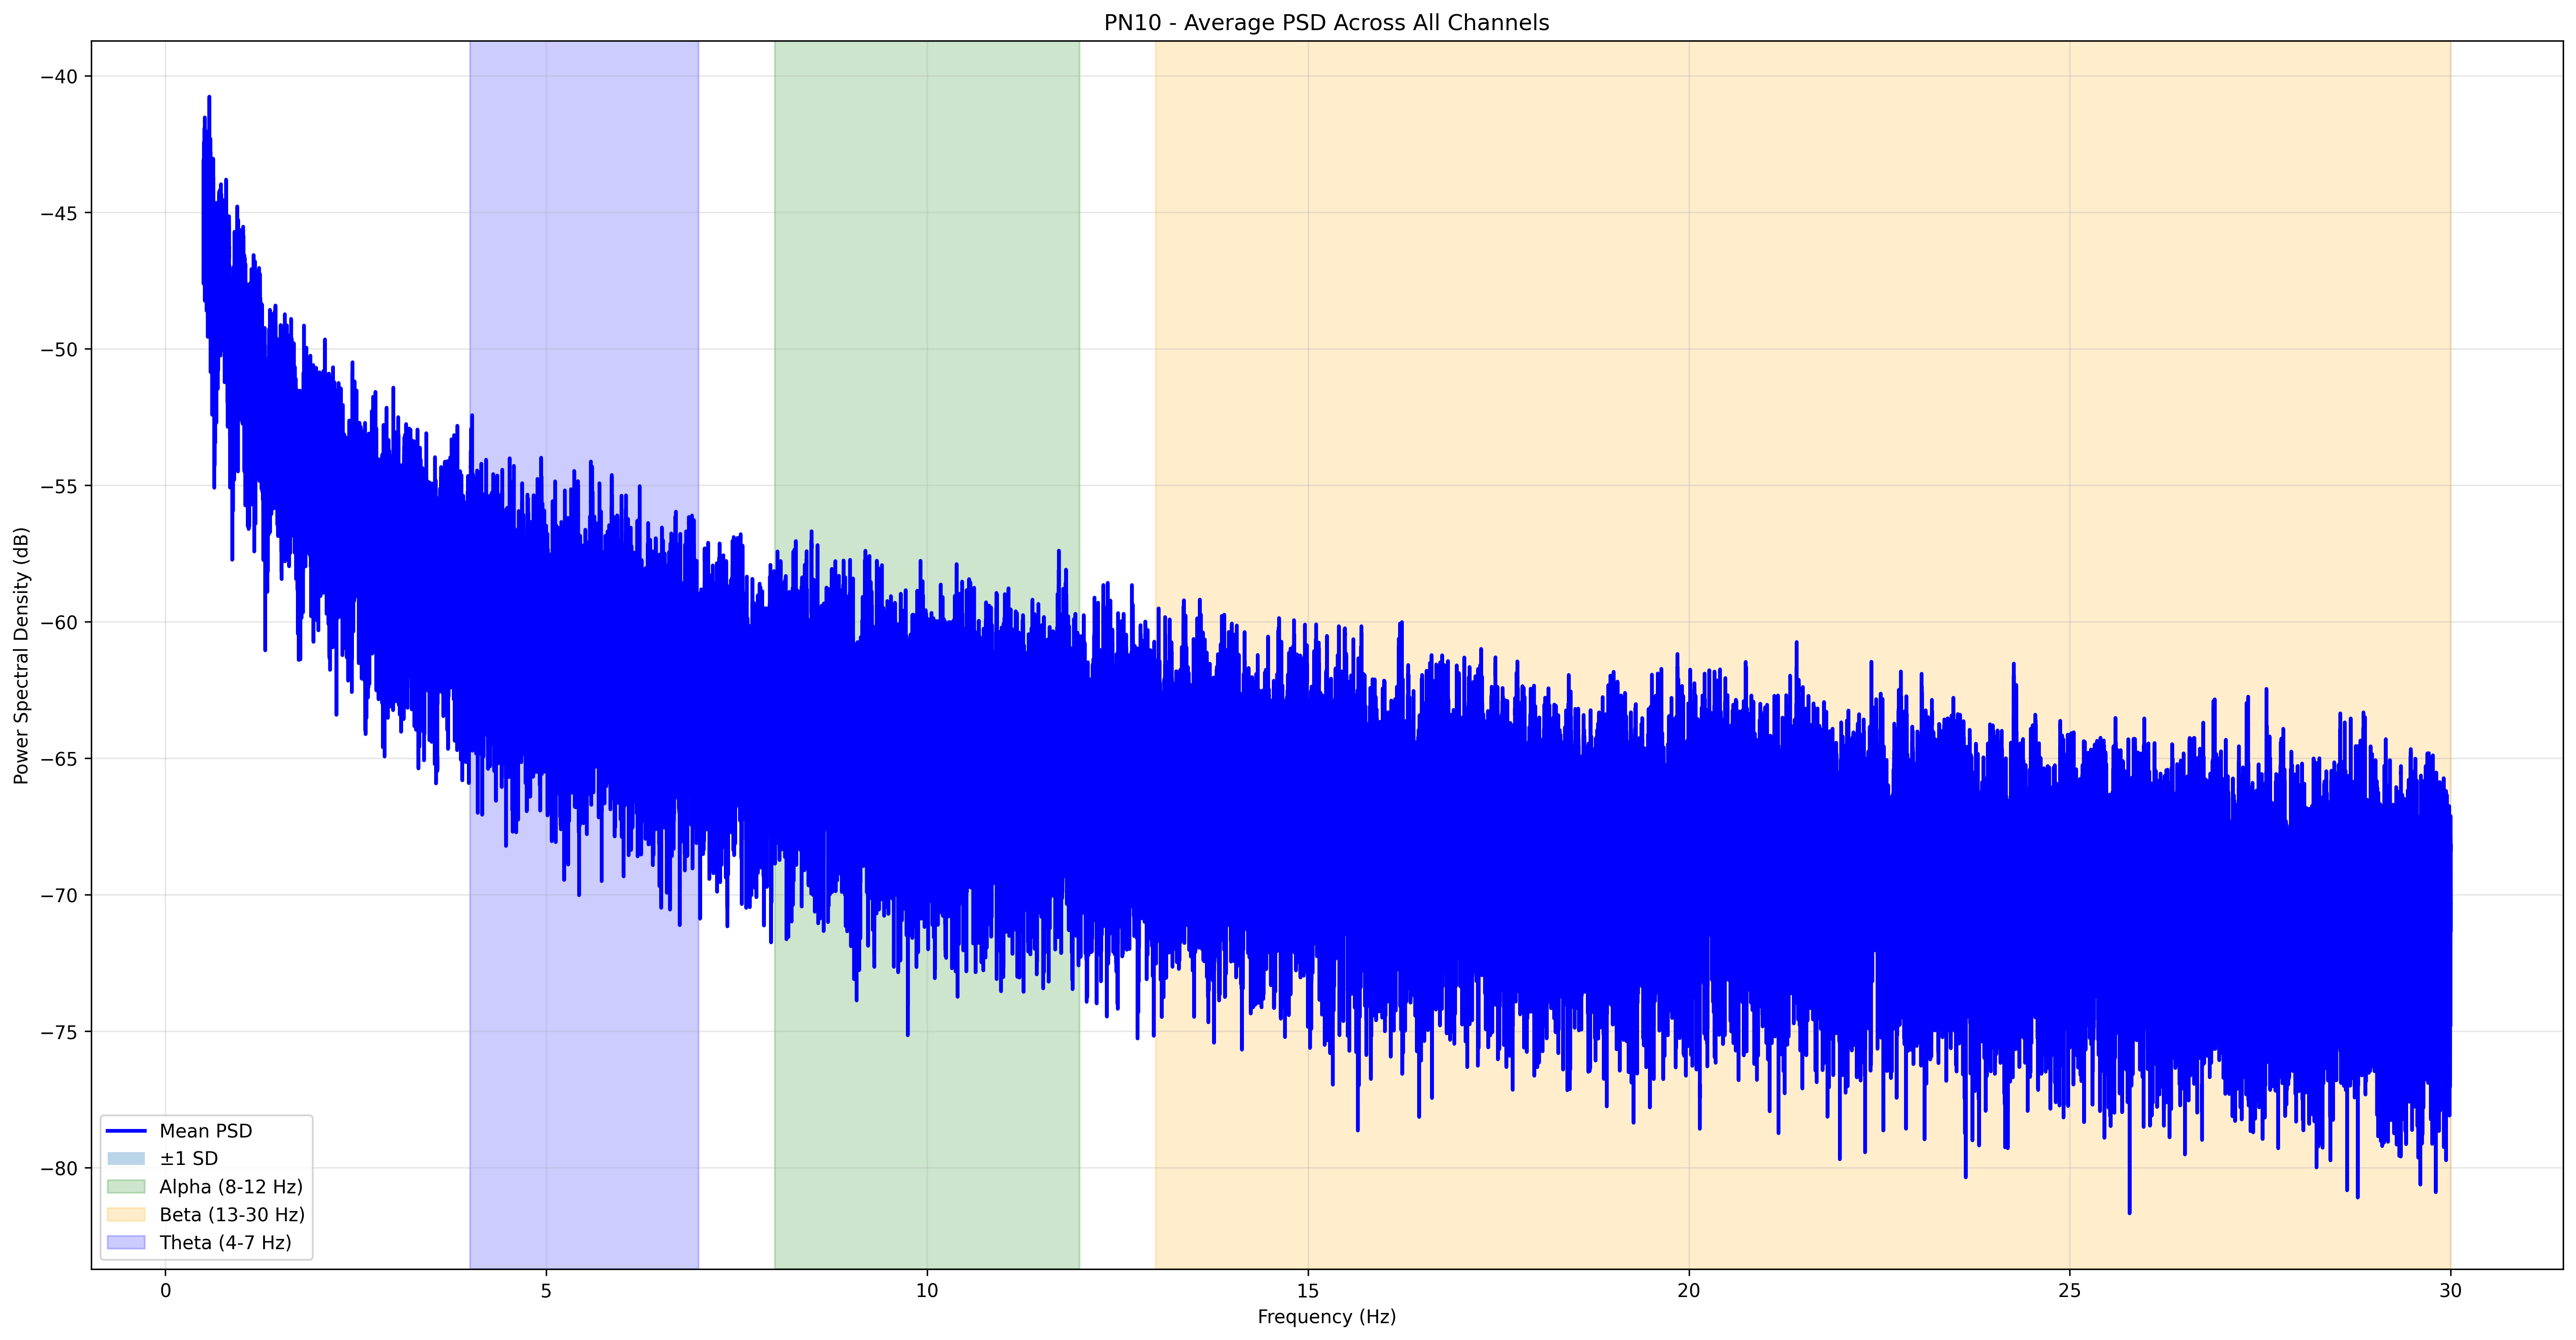 PN10 - Average PSD Across All Channels
Power Spectral Density (dB)
−40
−45
−50
−55
−60
−65
−70
−75
−80
Mean PSD
±1 SD
Alpha (8-12 Hz)
Beta (13-30 Hz)
Theta (4-7 Hz)
0 5 10 15 20 25 30
Frequency (Hz)